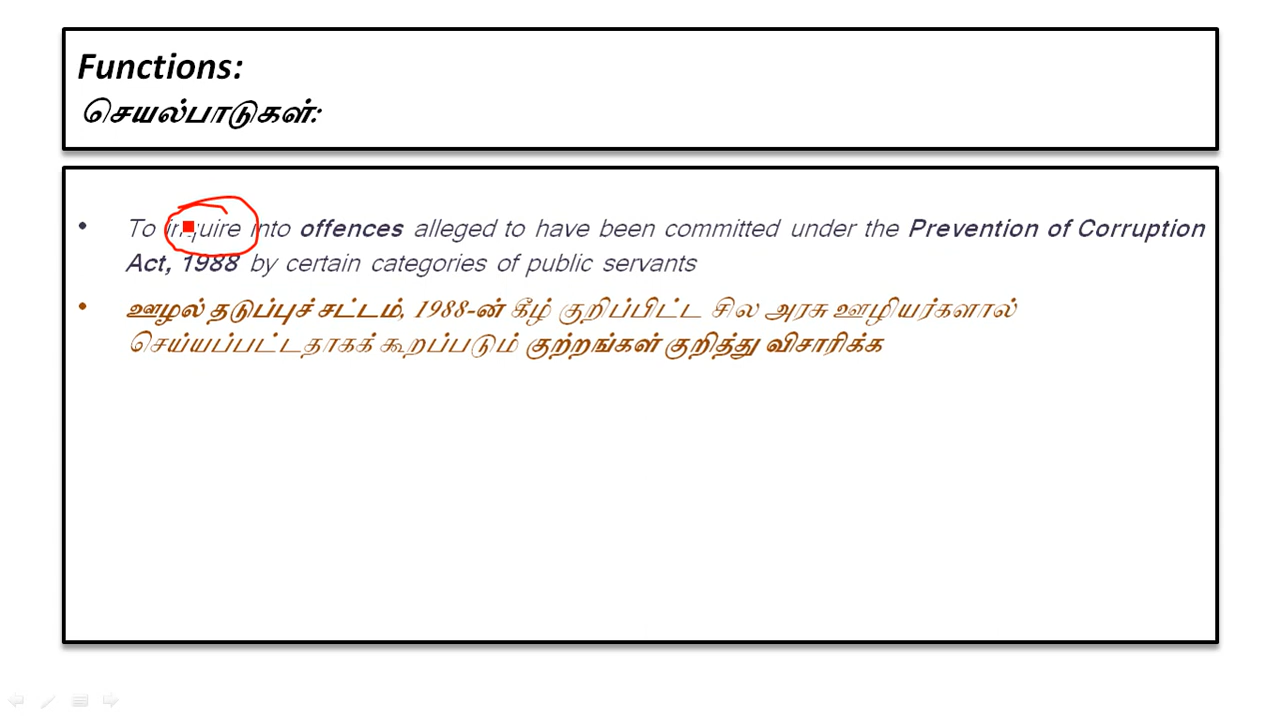 Functions:
செயல்பாடுகள்:
• To inquire into offences alleged to have been committed under the Prevention of Corruption
Act, 1988 by certain categories of public servants
• ஊழல் தடுப்புச் சட்டம், 1988-ன் கீழ் குறிப்பிட்ட சில அரசு ஊழியர்களால்
செய்யப்பட்டதாகக் கூறப்படும் குற்றங்கள் குறித்து விசாரிக்க